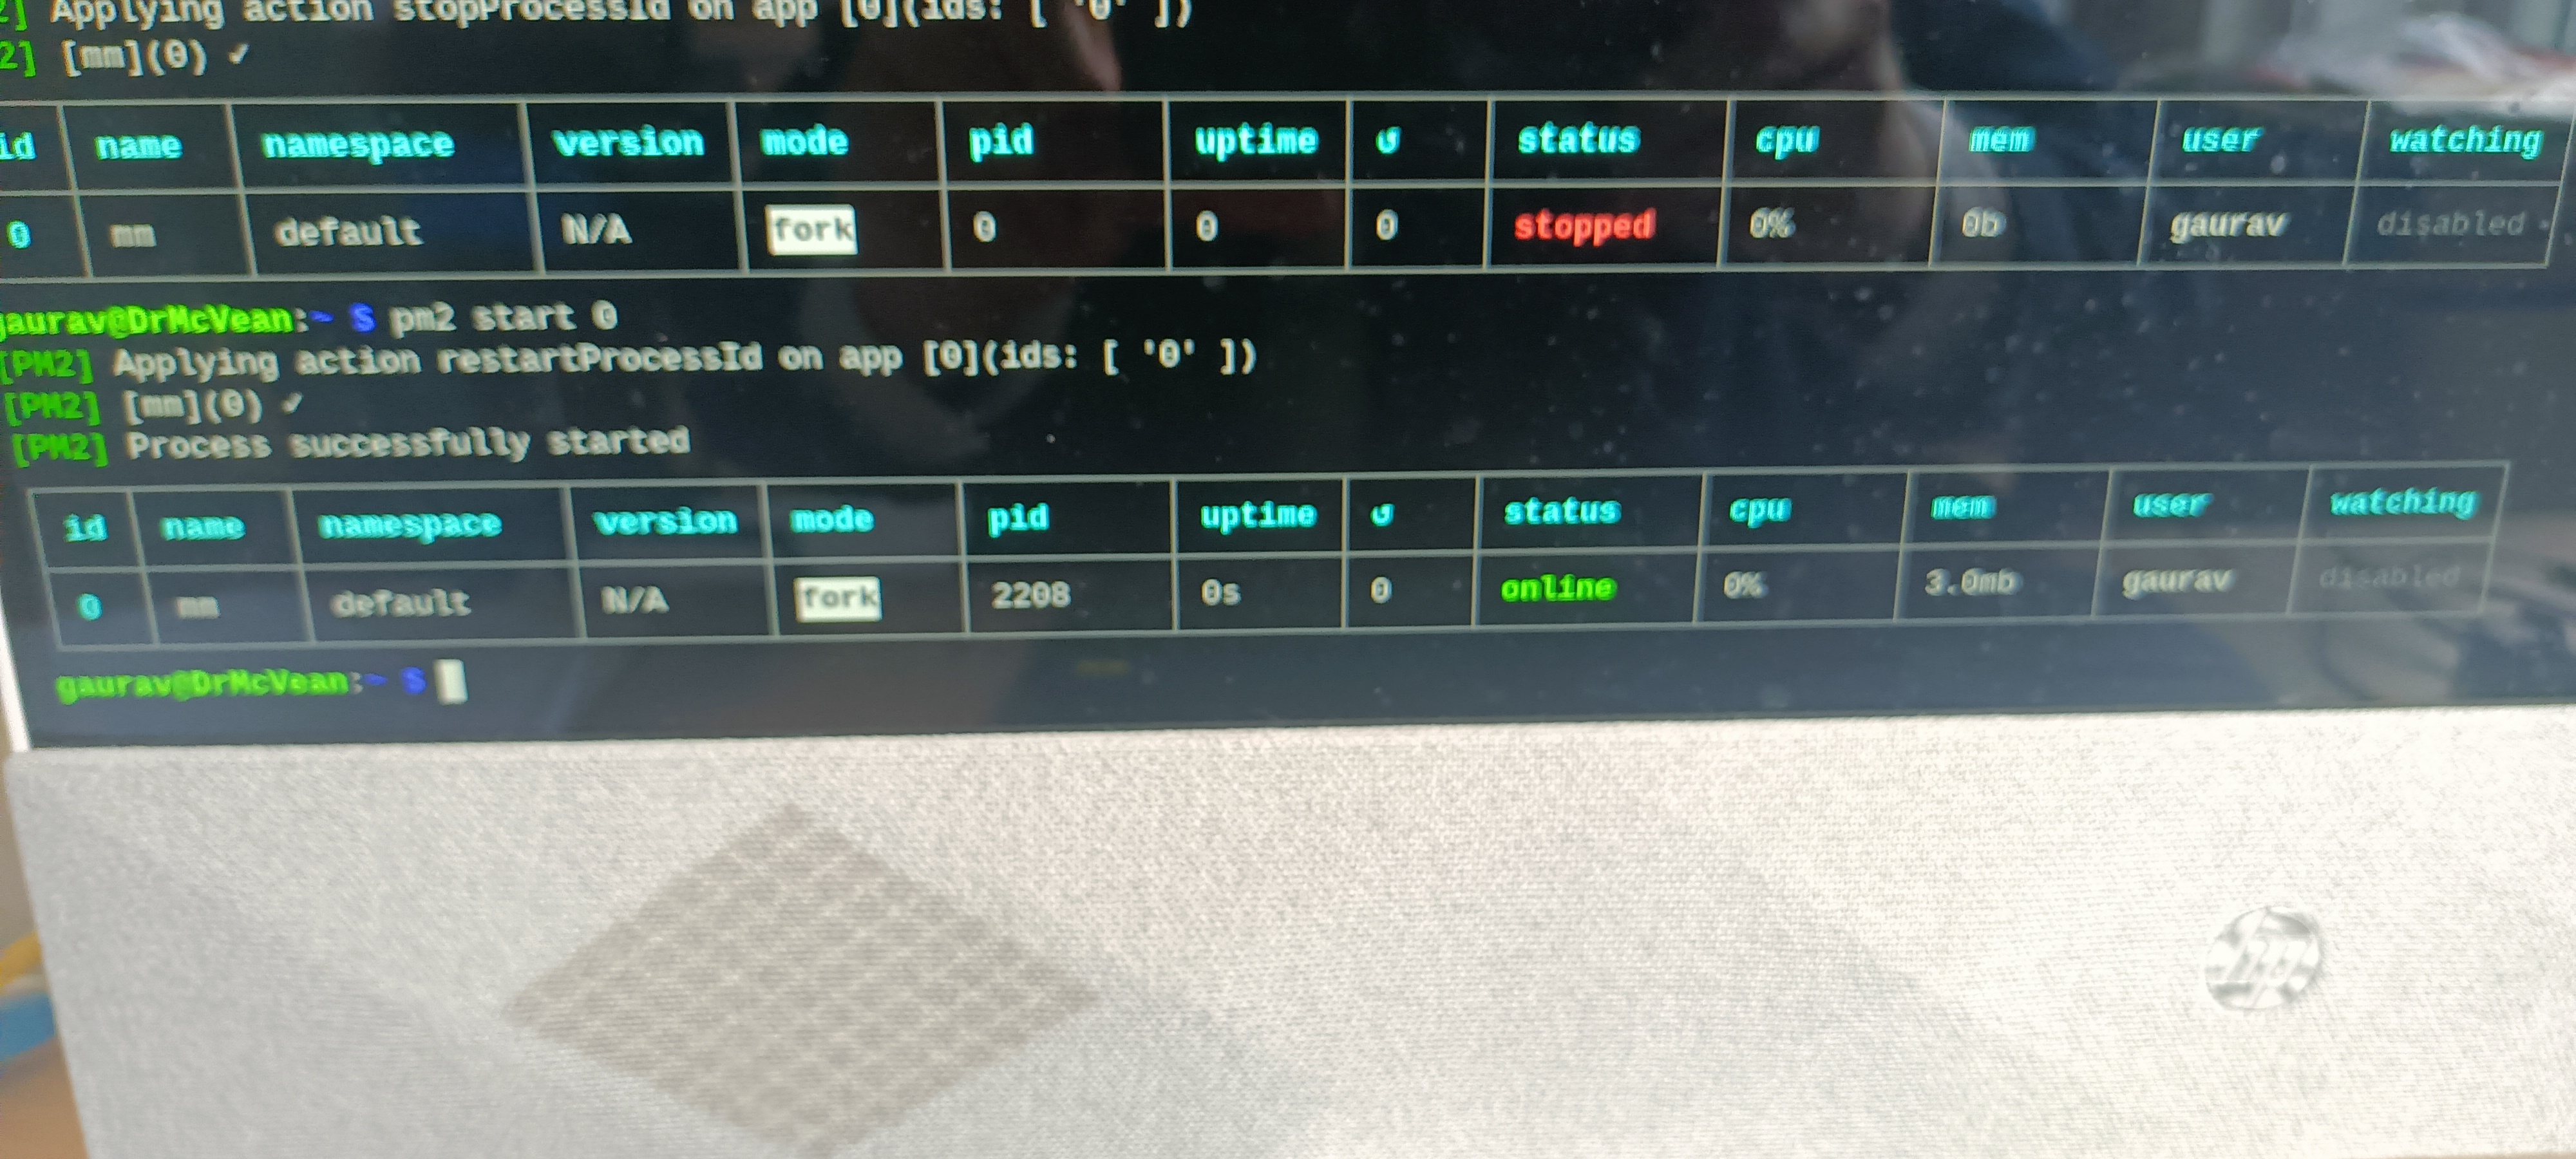 2] Applying action stopProcessId on app [0](ids: [ '0' ])
2] [mm](0) ✓
id name namespace version mode pid uptime ↺ status cpu mem user watching
0 mm default N/A fork 0 0 0 stopped 0% 0b gaurav disabled
gaurav@DrMcVean:~ $ pm2 start 0
[PM2] Applying action restartProcessId on app [0](ids: [ '0' ])
[PM2] [mm](0) ✓
[PM2] Process successfully started
id name namespace version mode pid uptime ↺ status cpu mem user watching
0 mm default N/A fork 2208 0s 0 online 0% 3.0mb gaurav disabled
gaurav@DrMcVean:~ $
hp